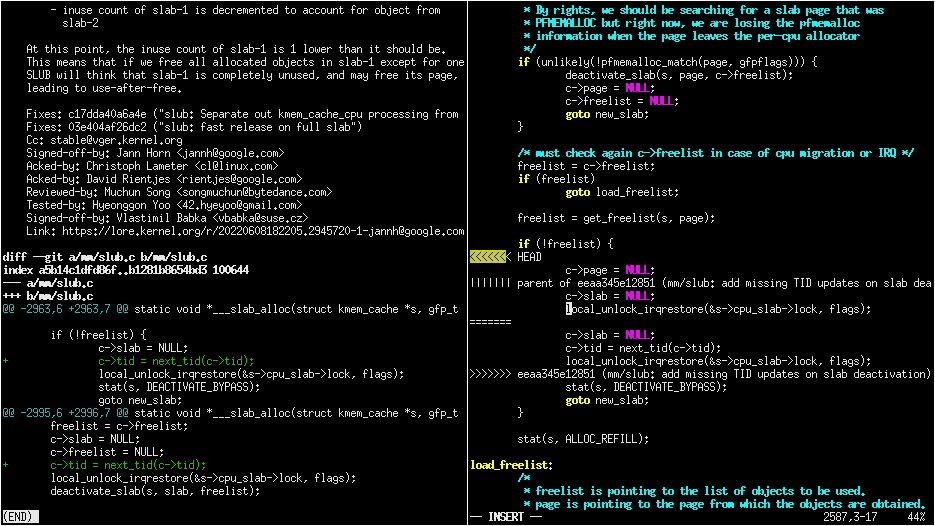 - inuse count of slab-1 is decremented to account for object from
slab-2
At this point, the inuse count of slab-1 is 1 lower than it should be.
This means that if we free all allocated objects in slab-1 except for one
SLUB will think that slab-1 is completely unused, and may free its page,
leading to use-after-free.
Fixes: c17dda40a6a4e ("slub: Separate out kmem_cache_cpu processing from
Fixes: 03e404af26dc2 ("slub: fast release on full slab")
Cc: stable@vger.kernel.org
Signed-off-by: Jann Horn <jannh@google.com>
Acked-by: Christoph Lameter <cl@linux.com>
Acked-by: David Rientjes <rientjes@google.com>
Reviewed-by: Muchun Song <songmuchun@bytedance.com>
Tested-by: Hyeonggon Yoo <42.hyeyoo@gmail.com>
Signed-off-by: Vlastimil Babka <vbabka@suse.cz>
Link: https://lore.kernel.org/r/20220608182205.2945720-1-jannh@google.com
diff --git a/mm/slub.c b/mm/slub.c
index a5b14c1dfd86f..b1281b8654bd3 100644
--- a/mm/slub.c
+++ b/mm/slub.c
@@ -2963,6 +2963,7 @@ static void *___slab_alloc(struct kmem_cache *s, gfp_t
if (!freelist) {
c->slab = NULL;
+ c->tid = next_tid(c->tid);
local_unlock_irqrestore(&s->cpu_slab->lock, flags);
stat(s, DEACTIVATE_BYPASS);
goto new_slab;
@@ -2995,6 +2996,7 @@ static void *___slab_alloc(struct kmem_cache *s, gfp_t
freelist = c->freelist;
c->slab = NULL;
c->freelist = NULL;
+ c->tid = next_tid(c->tid);
local_unlock_irqrestore(&s->cpu_slab->lock, flags);
deactivate_slab(s, slab, freelist);
(END)
* By rights, we should be searching for a slab page that was
* PFMEMALLOC but right now, we are losing the pfmemalloc
* information when the page leaves the per-cpu allocator
*/
if (unlikely(!pfmemalloc_match(page, gfpflags))) {
deactivate_slab(s, page, c->freelist);
c->page = NULL;
c->freelist = NULL;
goto new_slab;
}
/* must check again c->freelist in case of cpu migration or IRQ */
freelist = c->freelist;
if (freelist)
goto load_freelist;
freelist = get_freelist(s, page);
if (!freelist) {
<<<<<<< HEAD
c->page = NULL;
||||||| parent of eeaa345e12851 (mm/slub: add missing TID updates on slab dea
c->slab = NULL;
local_unlock_irqrestore(&s->cpu_slab->lock, flags);
=======
c->slab = NULL;
c->tid = next_tid(c->tid);
local_unlock_irqrestore(&s->cpu_slab->lock, flags);
>>>>>>> eeaa345e12851 (mm/slub: add missing TID updates on slab deactivation)
stat(s, DEACTIVATE_BYPASS);
goto new_slab;
}
stat(s, ALLOC_REFILL);
load_freelist:
/*
* freelist is pointing to the list of objects to be used.
* page is pointing to the page from which the objects are obtained.
-- INSERT -- 2587,3-17 44%